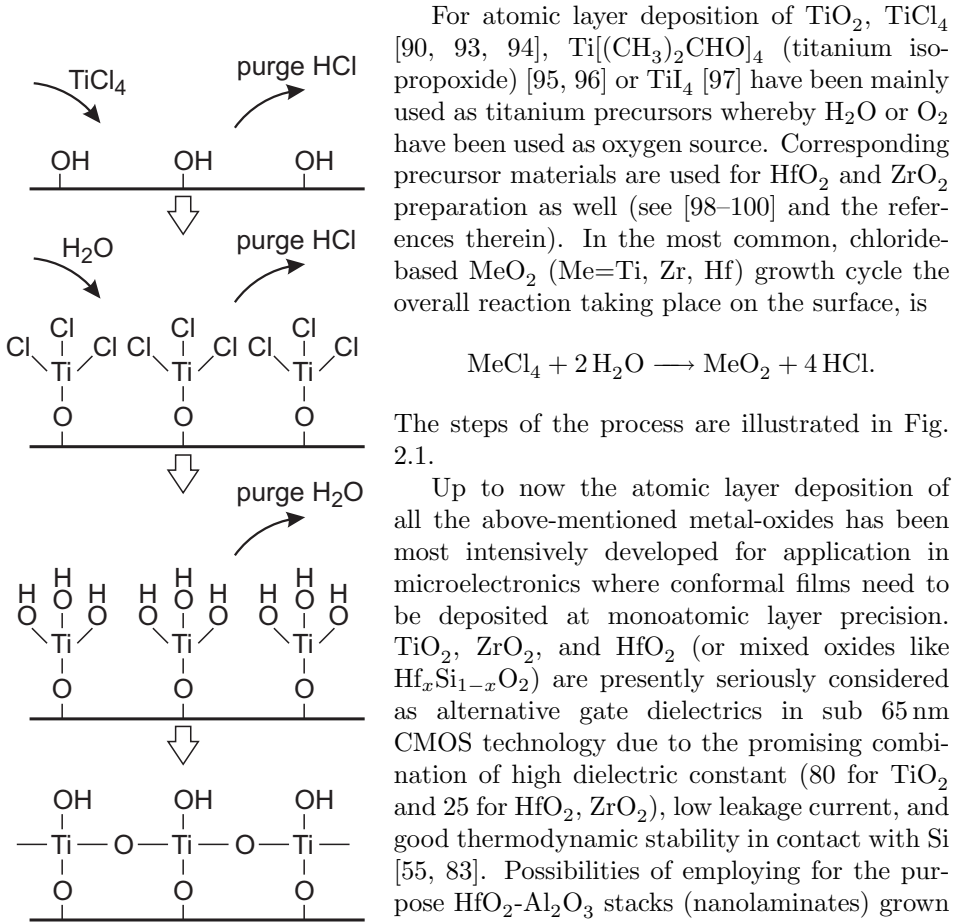 TiCl4
purge HCl
OH OH OH
H2O
purge HCl
Cl Cl Cl
Cl Cl Cl Cl Cl Cl
Ti Ti Ti
O O O
purge H2O
H H H
H O H H O H H O H
O O O O O O
Ti Ti Ti
O O O
OH OH OH
Ti O Ti O Ti
O O O
For atomic layer deposition of TiO2, TiCl4
[90, 93, 94], Ti[(CH3)2CHO]4 (titanium iso-
propoxide) [95, 96] or TiI4 [97] have been mainly
used as titanium precursors whereby H2O or O2
have been used as oxygen source. Corresponding
precursor materials are used for HfO2 and ZrO2
preparation as well (see [98–100] and the refer-
ences therein). In the most common, chloride-
based MeO2 (Me=Ti, Zr, Hf) growth cycle the
overall reaction taking place on the surface, is
MeCl4 + 2 H2O ⟶ MeO2 + 4 HCl.
The steps of the process are illustrated in Fig.
2.1.
Up to now the atomic layer deposition of
all the above-mentioned metal-oxides has been
most intensively developed for application in
microelectronics where conformal films need to
be deposited at monoatomic layer precision.
TiO2, ZrO2, and HfO2 (or mixed oxides like
HfxSi1−xO2) are presently seriously considered
as alternative gate dielectrics in sub 65 nm
CMOS technology due to the promising combi-
nation of high dielectric constant (80 for TiO2
and 25 for HfO2, ZrO2), low leakage current, and
good thermodynamic stability in contact with Si
[55, 83]. Possibilities of employing for the pur-
pose HfO2-Al2O3 stacks (nanolaminates) grown